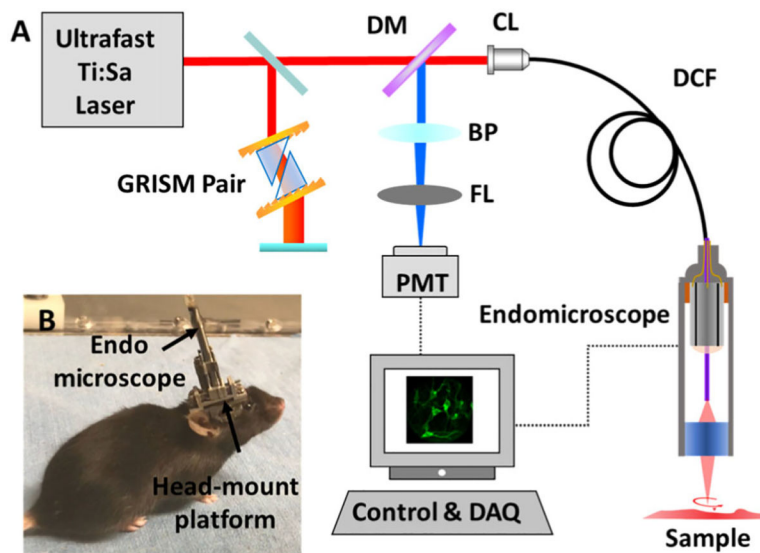 A
Ultrafast
Ti:Sa
Laser
DM
CL
DCF
BP
GRISM Pair
FL
PMT
Endomicroscope
B
Endo
microscope
Head-mount
platform
Control & DAQ
Sample